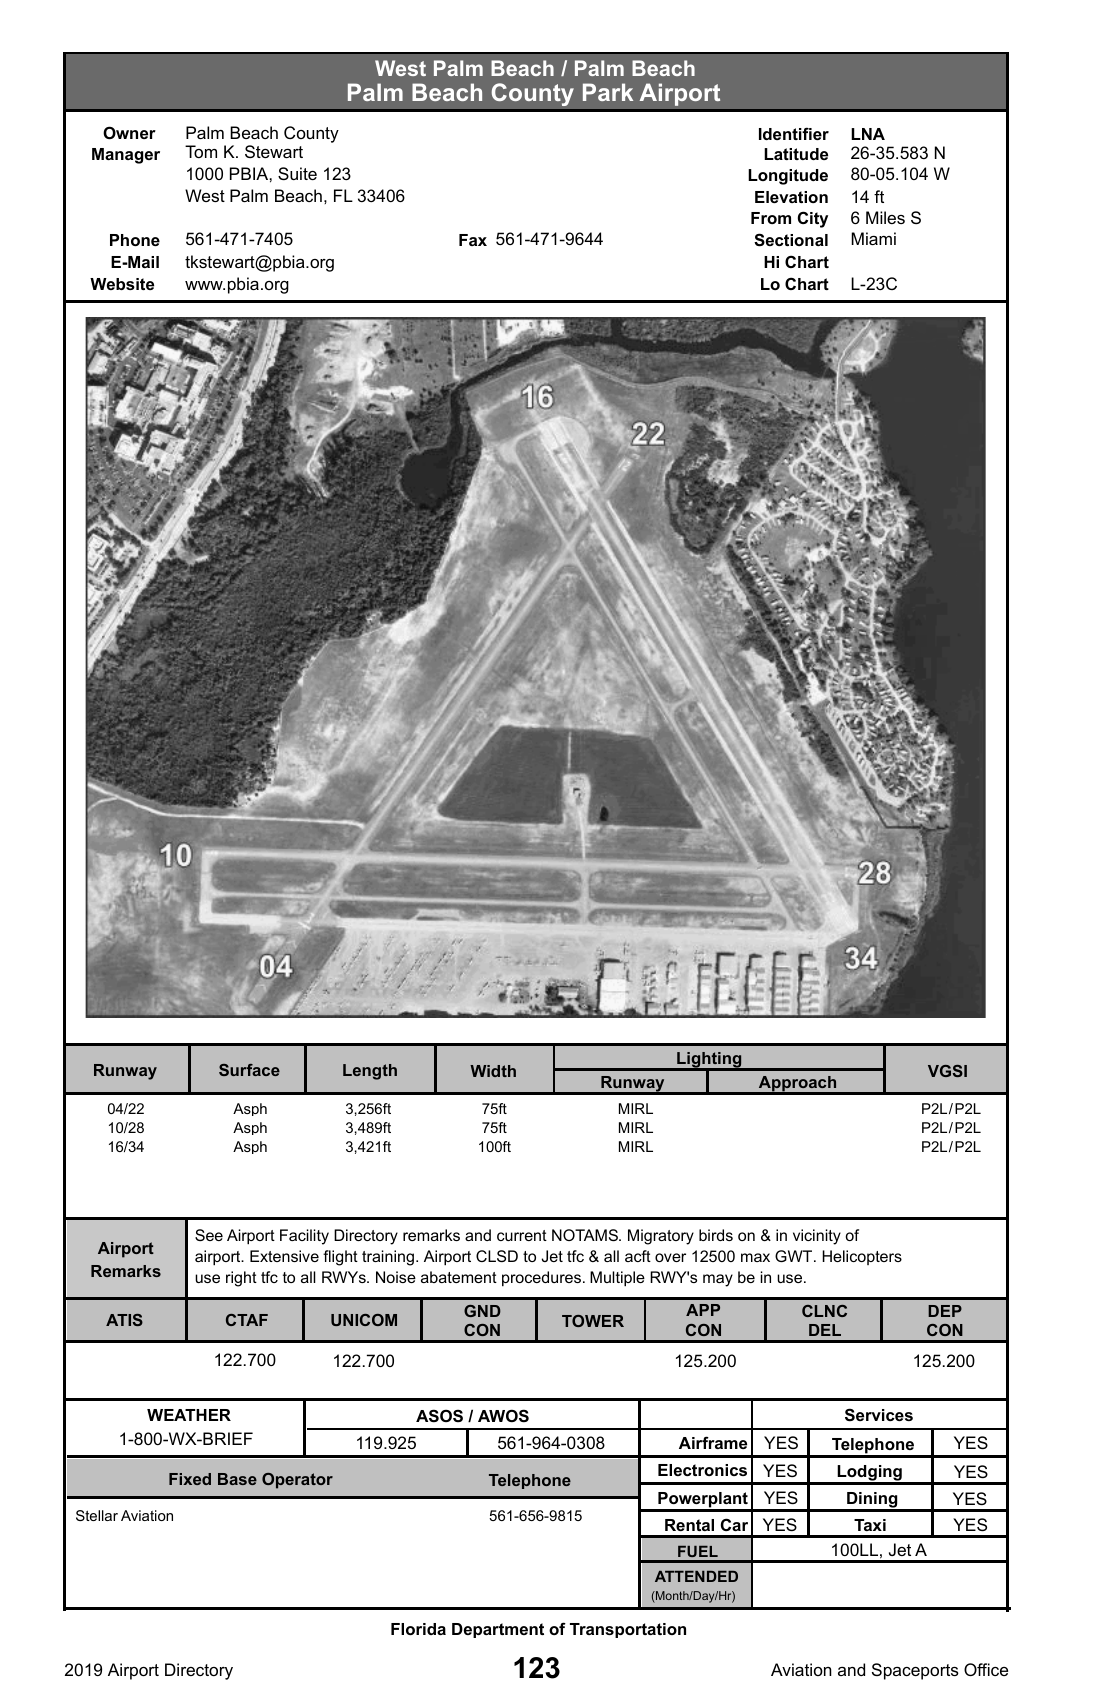 West Palm Beach / Palm Beach
Palm Beach County Park Airport
Owner Palm Beach County
Manager Tom K. Stewart
1000 PBIA, Suite 123
West Palm Beach, FL 33406
Phone 561-471-7405 Fax 561-471-9644
E-Mail tkstewart@pbia.org
Website www.pbia.org
Identifier LNA
Latitude 26-35.583 N
Longitude 80-05.104 W
Elevation 14 ft
From City 6 Miles S
Sectional Miami
Hi Chart
Lo Chart L-23C
16
22
10
28
04
34
Runway Surface Length Width Lighting VGSI
Runway Approach
04/22 Asph 3,256ft 75ft MIRL P2L/P2L
10/28 Asph 3,489ft 75ft MIRL P2L/P2L
16/34 Asph 3,421ft 100ft MIRL P2L/P2L
Airport Remarks
See Airport Facility Directory remarks and current NOTAMS. Migratory birds on & in vicinity of
airport. Extensive flight training. Airport CLSD to Jet tfc & all acft over 12500 max GWT. Helicopters
use right tfc to all RWYs. Noise abatement procedures. Multiple RWY's may be in use.
ATIS CTAF UNICOM GND CON TOWER APP CON CLNC DEL DEP CON
122.700 122.700 125.200 125.200
WEATHER
1-800-WX-BRIEF
ASOS / AWOS
119.925 561-964-0308
Fixed Base Operator Telephone
Stellar Aviation 561-656-9815
Services
Airframe YES Telephone YES
Electronics YES Lodging YES
Powerplant YES Dining YES
Rental Car YES Taxi YES
FUEL 100LL, Jet A
ATTENDED
(Month/Day/Hr)
Florida Department of Transportation
2019 Airport Directory 123 Aviation and Spaceports Office